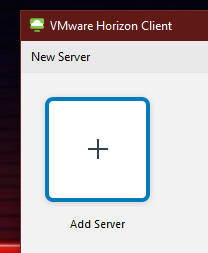 VMware Horizon Client
New Server
Add Server